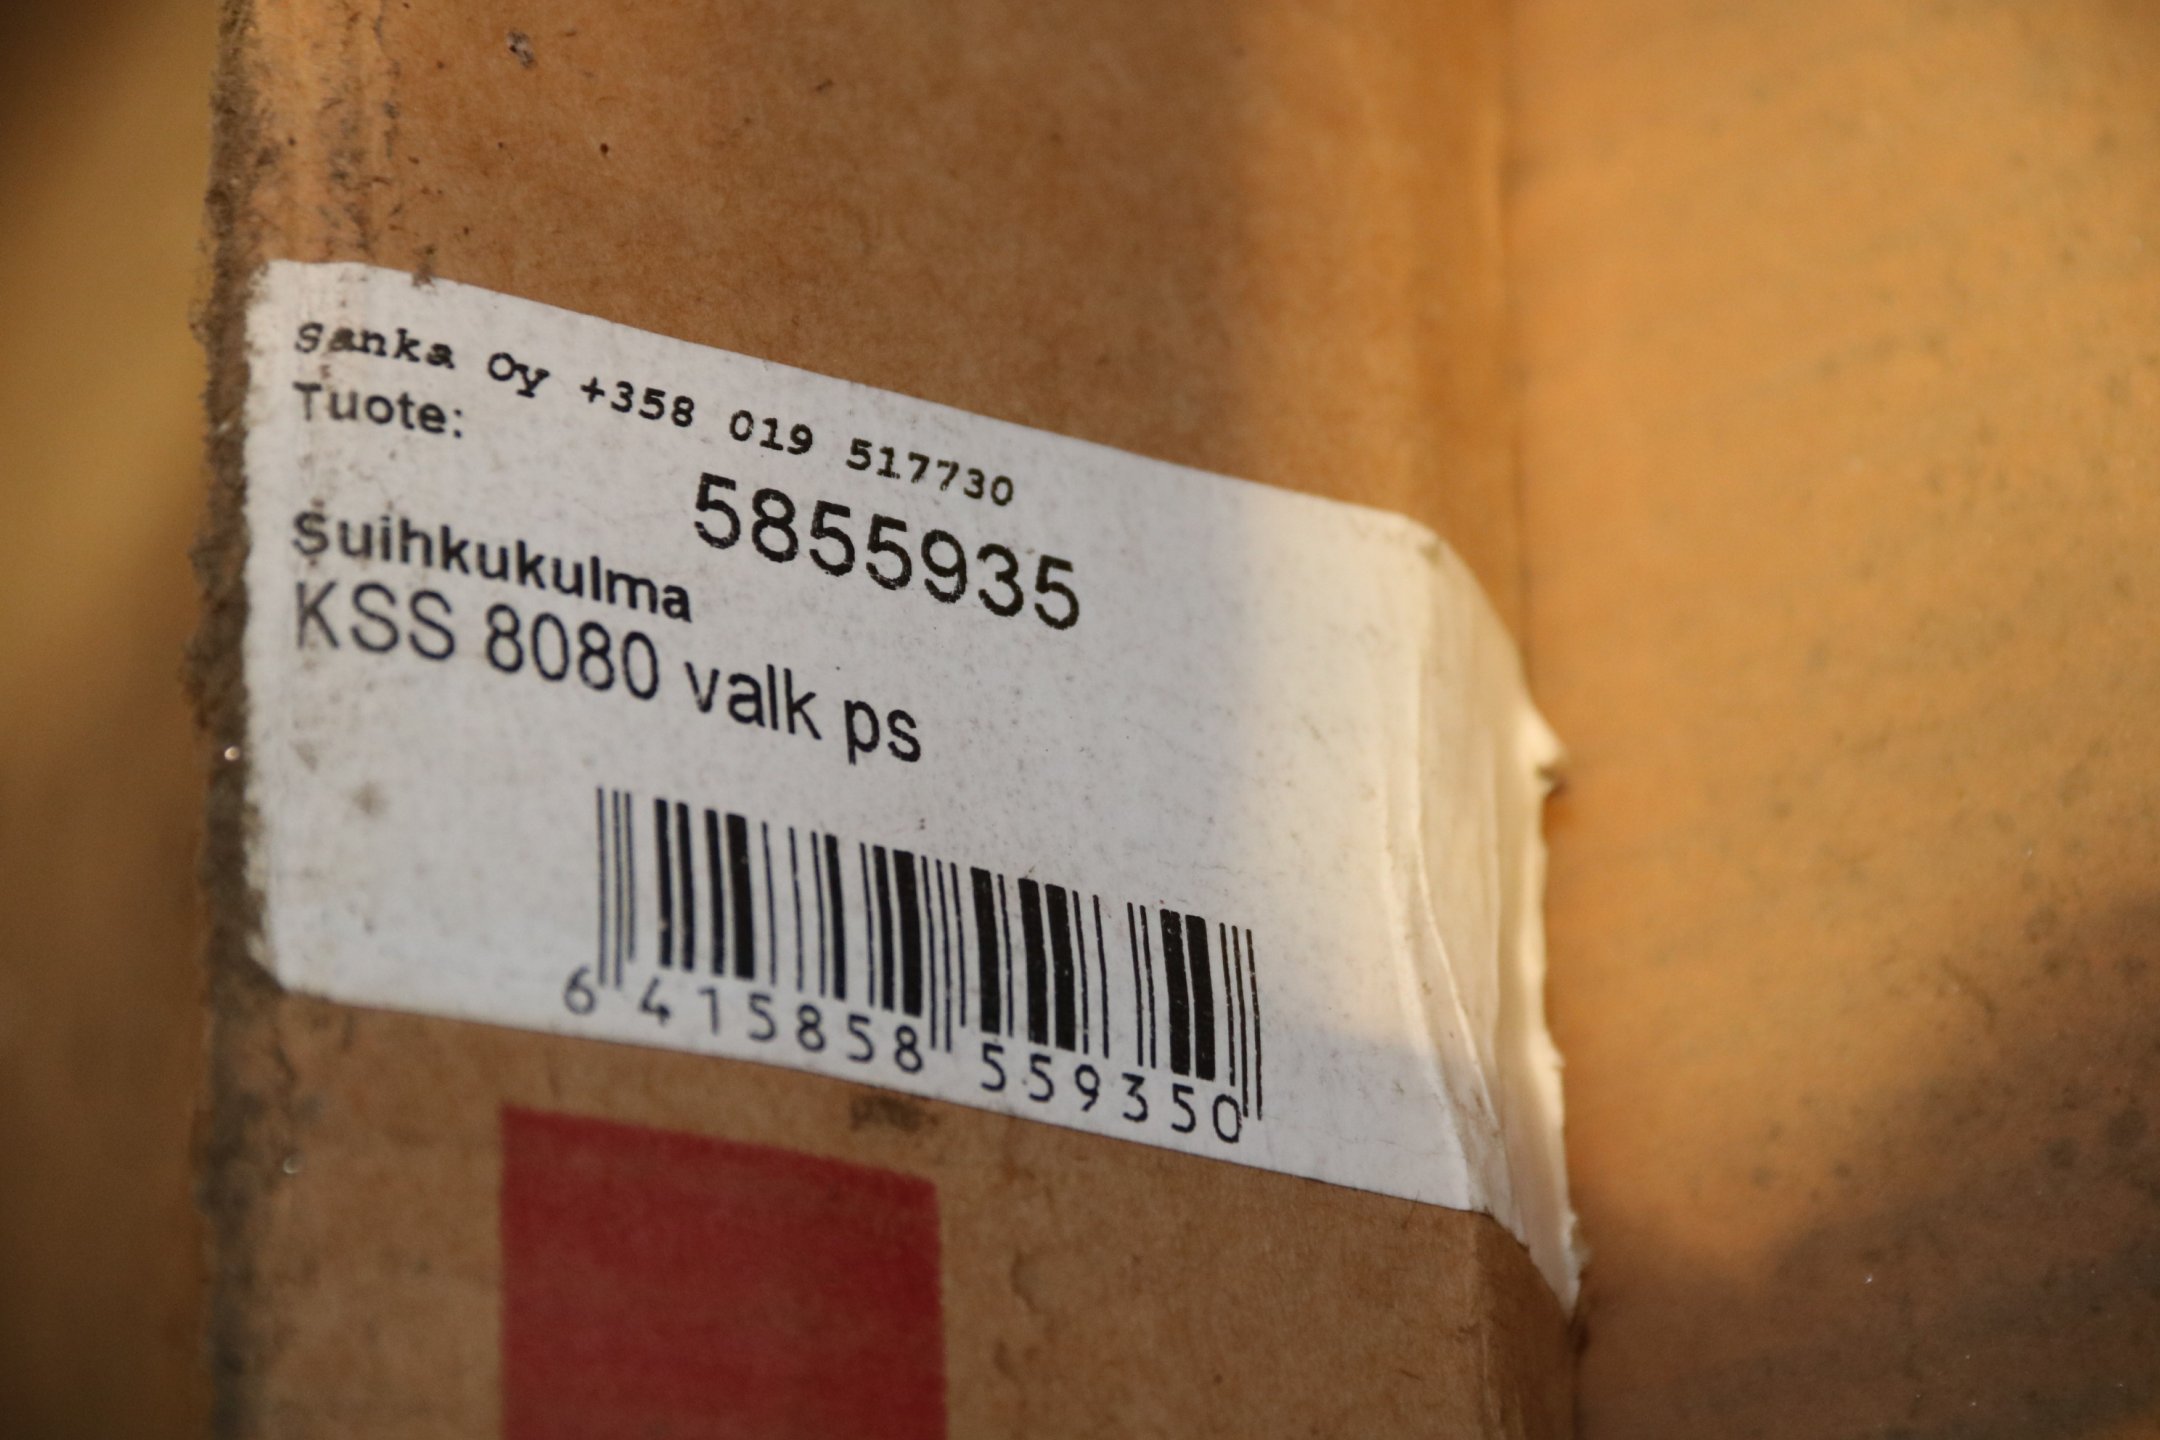 Sanka Oy +358 019 517730
Tuote:
5855935
Suihkukulma
KSS 8080 valk ps
6 415858 559350